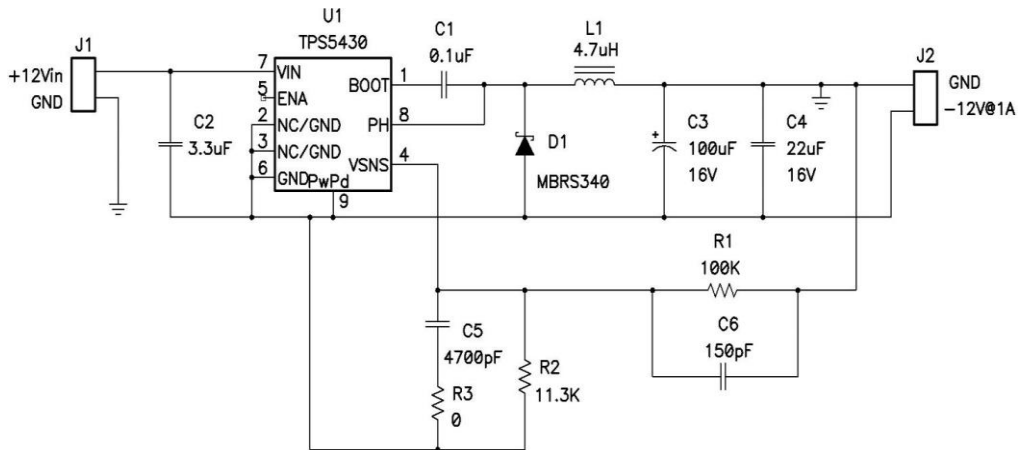 U1
TPS5430
J1
+12Vin
GND
C2
3.3uF
7
5
2
3
6
VIN
ENA
NC/GND
NC/GND
GND
PwPd
9
BOOT
PH
VSNS
1
8
4
C1
0.1uF
L1
4.7uH
D1
MBRS340
+
C3
100uF
16V
C4
22uF
16V
J2
GND
-12V@1A
R1
100K
C6
150pF
C5
4700pF
R3
0
R2
11.3K